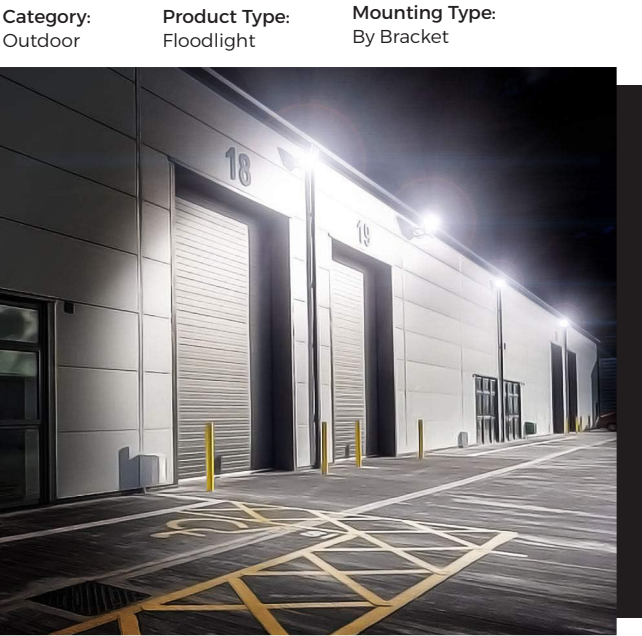 Category:
Outdoor
Product Type:
Floodlight
Mounting Type:
By Bracket
18
19